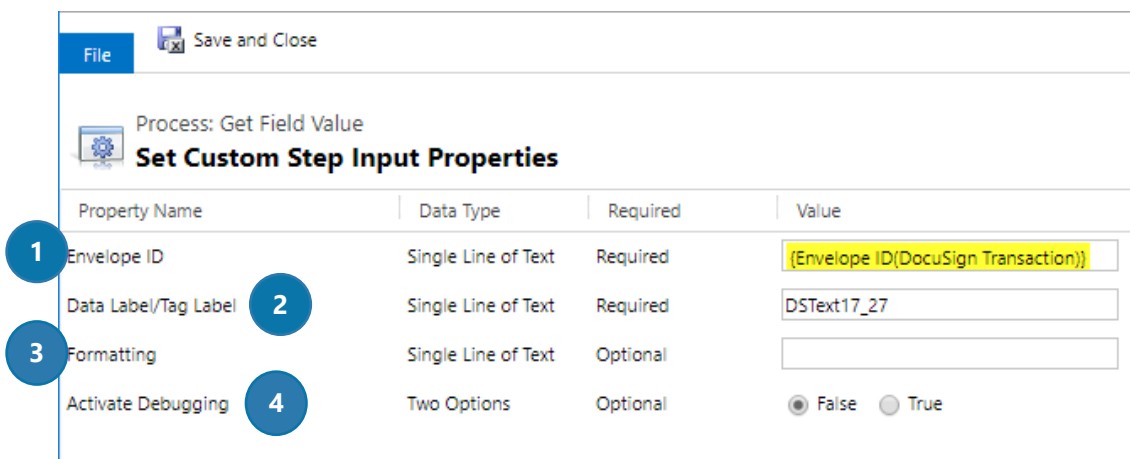 File
Save and Close
Process: Get Field Value
Set Custom Step Input Properties
Property Name Data Type Required Value
1 Envelope ID Single Line of Text Required {Envelope ID(DocuSign Transaction)}
Data Label/Tag Label 2 Single Line of Text Required DSText17_27
3 Formatting Single Line of Text Optional
Activate Debugging 4 Two Options Optional False True